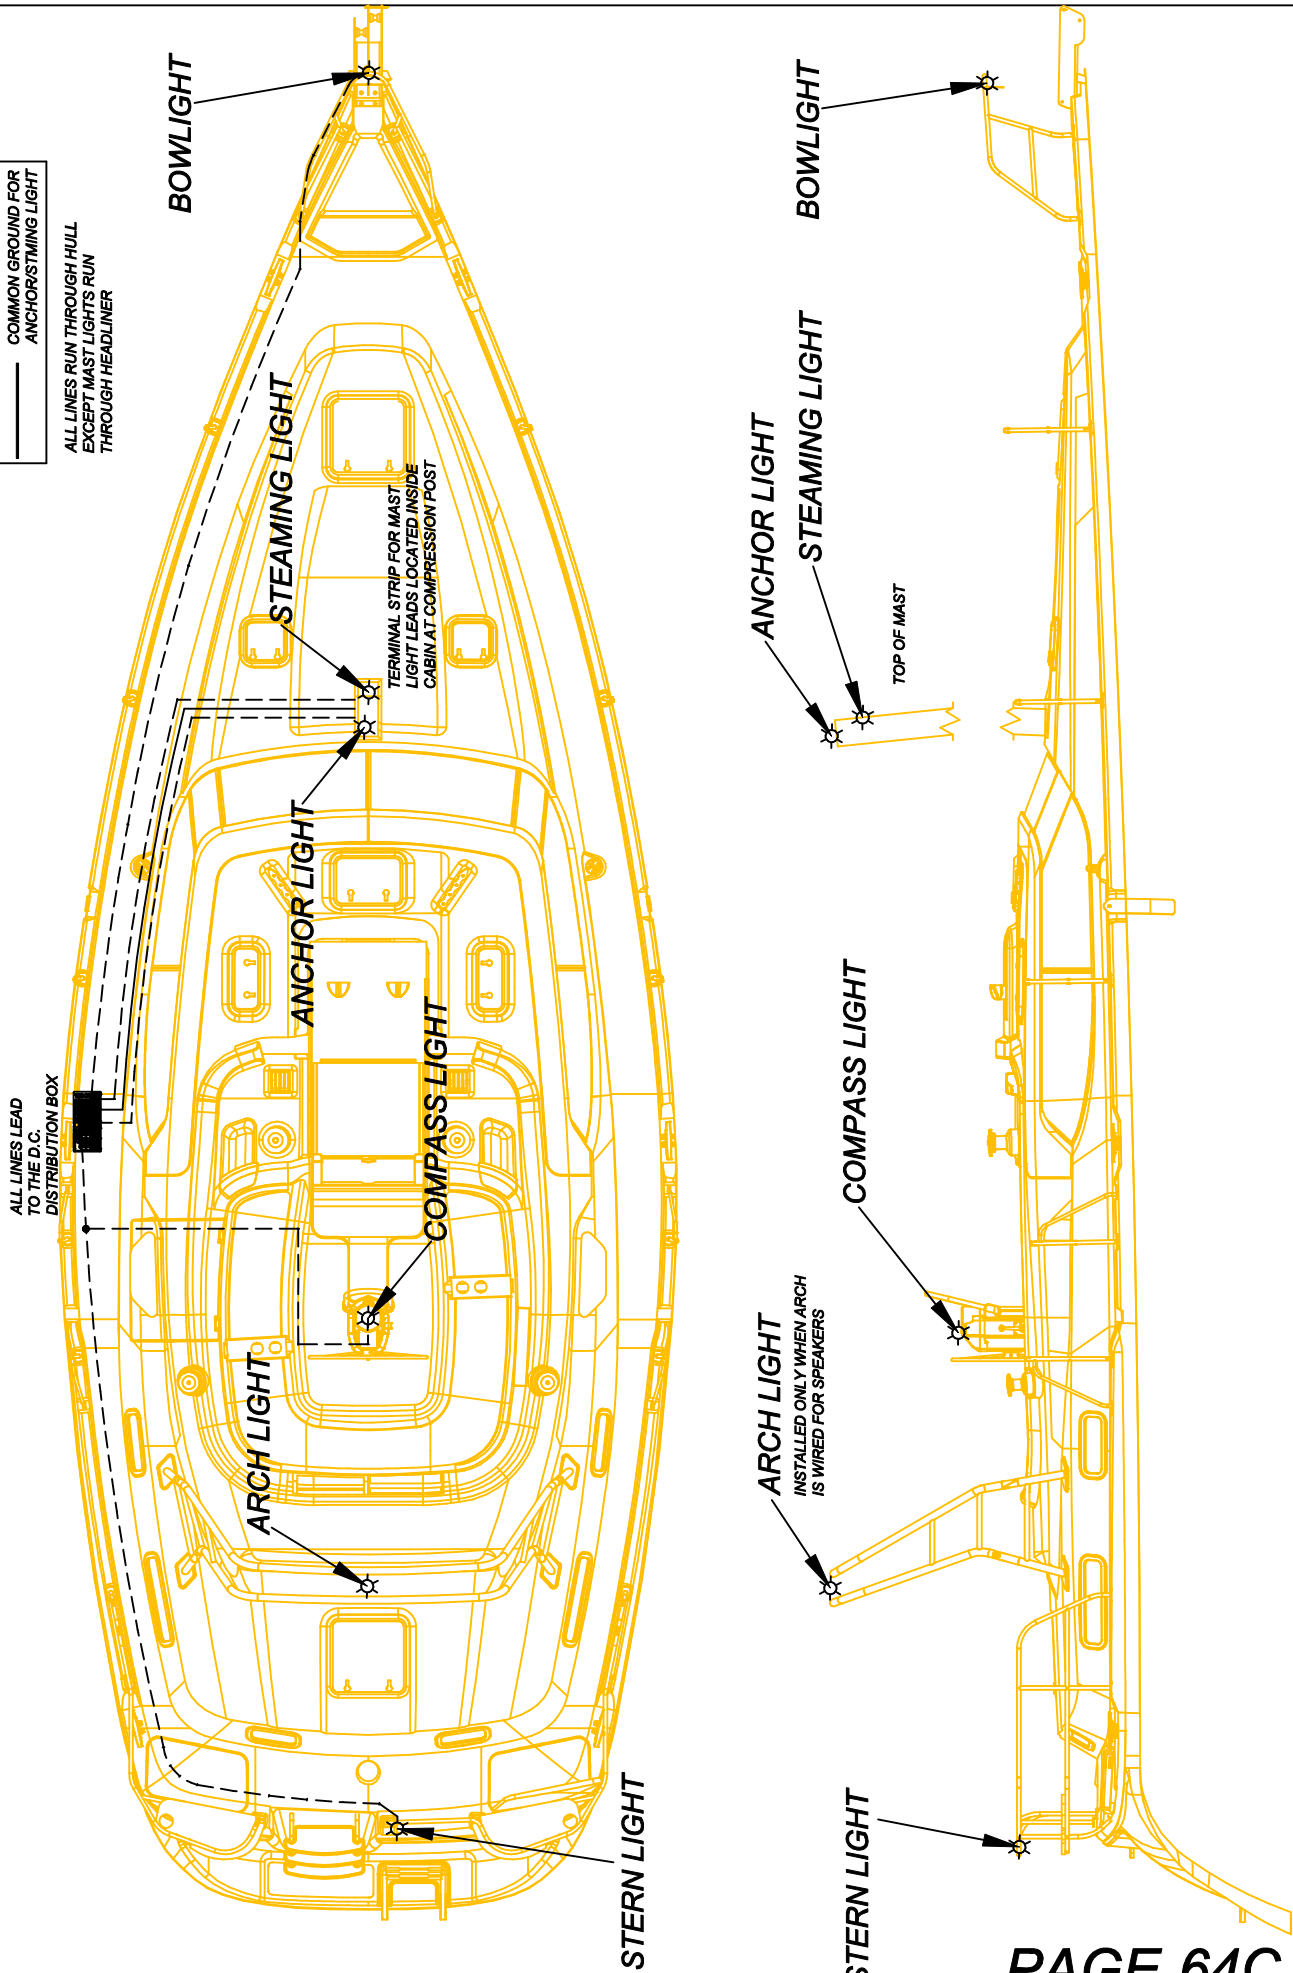 COMMON GROUND FOR
ANCHOR/STMING LIGHT
ALL LINES RUN THROUGH HULL
EXCEPT MAST LIGHTS RUN
THROUGH HEADLINER
BOWLIGHT
STEAMING LIGHT
TERMINAL STRIP FOR MAST
LIGHT LEADS LOCATED INSIDE
CABIN AT COMPRESSION POST
ANCHOR LIGHT
ALL LINES LEAD
TO THE D.C.
DISTRIBUTION BOX
COMPASS LIGHT
ARCH LIGHT
STERN LIGHT
BOWLIGHT
ANCHOR LIGHT
STEAMING LIGHT
TOP OF MAST
COMPASS LIGHT
ARCH LIGHT
INSTALLED ONLY WHEN ARCH
IS WIRED FOR SPEAKERS
STERN LIGHT
PAGE 64C